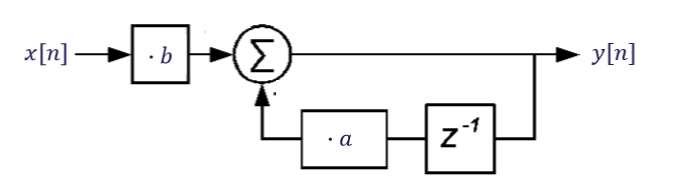 x[n] · b Σ y[n]
· a z⁻¹